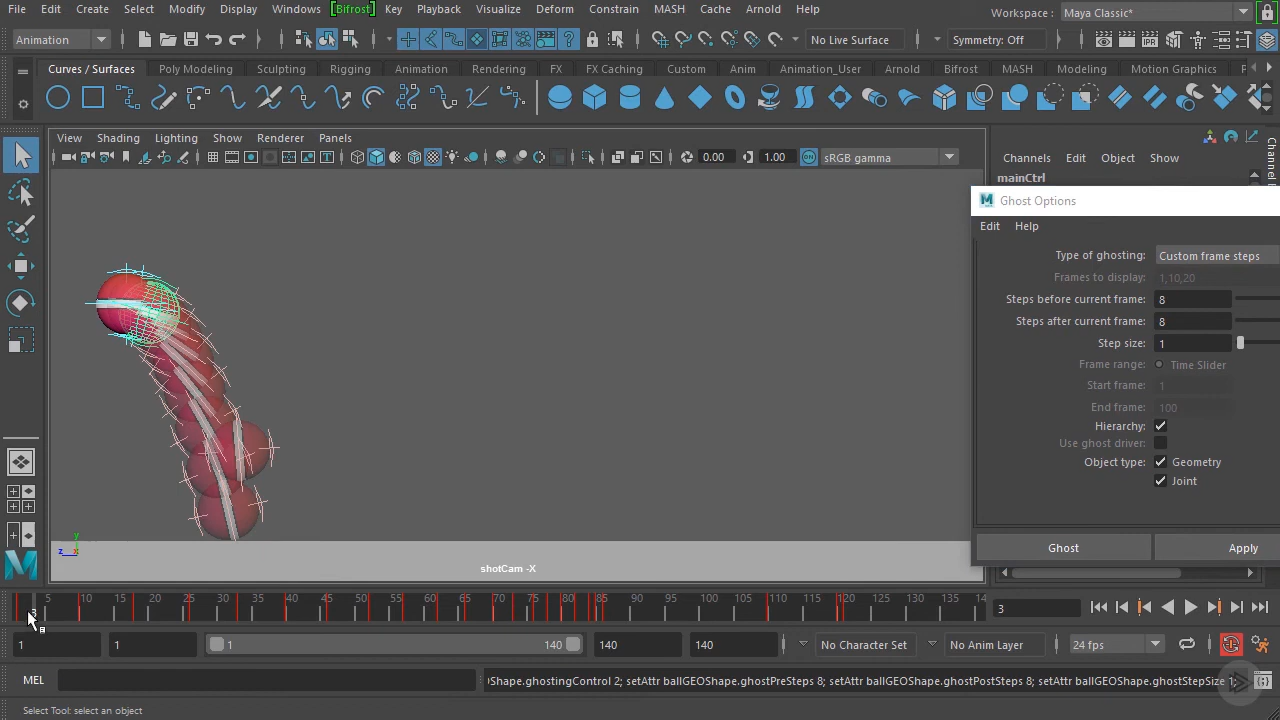 File Edit Create Select Modify Display Windows [Bifrost] Key Playback Visualize Deform Constrain MASH Cache Arnold Help
Workspace : Maya Classic*
Animation
No Live Surface
Symmetry: Off
Curves / Surfaces Poly Modeling Sculpting Rigging Animation Rendering FX FX Caching Custom Anim Animation_User Arnold Bifrost MASH Modeling Motion Graphics
View Shading Lighting Show Renderer Panels
0.00 1.00 ON sRGB gamma
Channels Edit Object Show
mainCtrl
M Ghost Options
Edit Help
Type of ghosting: Custom frame steps
Frames to display: 1,10,20
Steps before current frame: 8
Steps after current frame: 8
Step size: 1
Frame range: Time Slider
Start frame: 1
End frame: 100
Hierarchy:
Use ghost driver:
Object type: Geometry
Joint
Ghost Apply
y
z x
shotCam -X
3 5 10 15 20 25 30 35 40 45 50 55 60 65 70 75 80 85 90 95 100 105 110 115 120 125 130 135 14
3
1 1 1 140 140 140 No Character Set No Anim Layer 24 fps
MEL
!Shape.ghostingControl 2; setAttr ballGEOShape.ghostPreSteps 8; setAttr ballGEOShape.ghostPostSteps 8; setAttr ballGEOShape.ghostStepSize
Select Tool: select an object